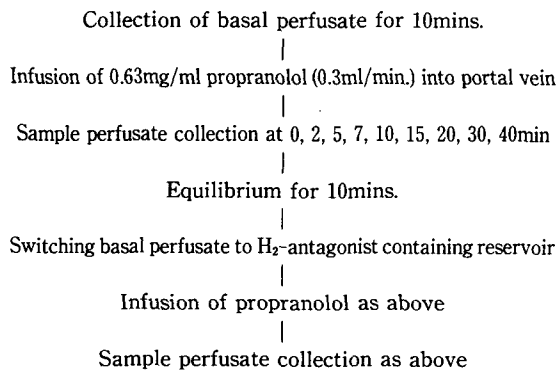 Collection of basal perfusate for 10mins.
Infusion of 0.63mg/ml propranolol (0.3ml/min.) into portal vein
Sample perfusate collection at 0, 2, 5, 7, 10, 15, 20, 30, 40min
Equilibrium for 10mins.
Switching basal perfusate to H₂-antagonist containing reservoir
Infusion of propranolol as above
Sample perfusate collection as above